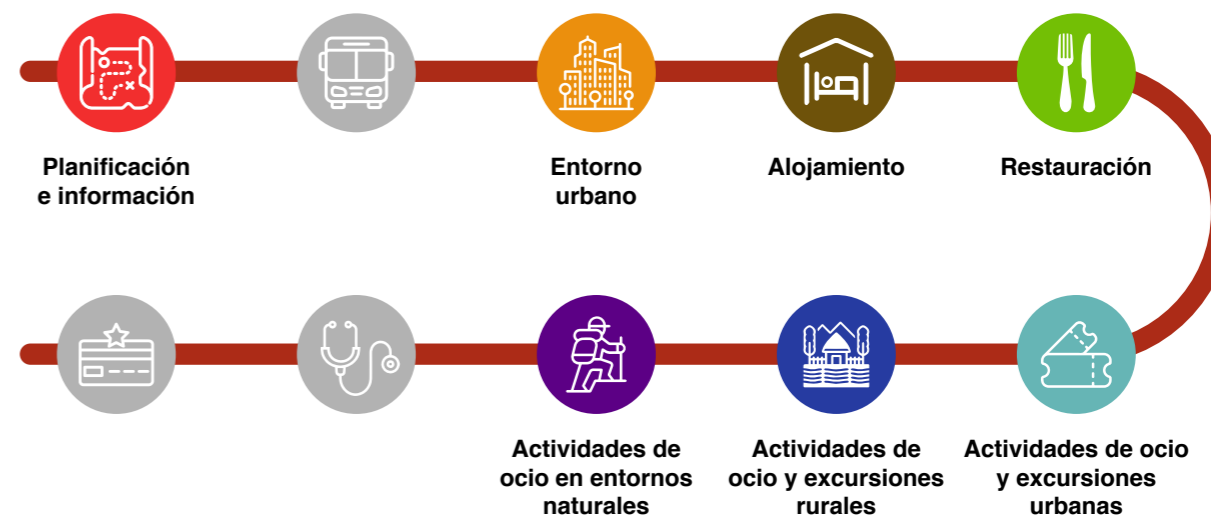 Planificación
e información
Entorno
urbano
Alojamiento
Restauración
Actividades de
ocio en entornos
naturales
Actividades de
ocio y excursiones
rurales
Actividades de ocio
y excursiones
urbanas